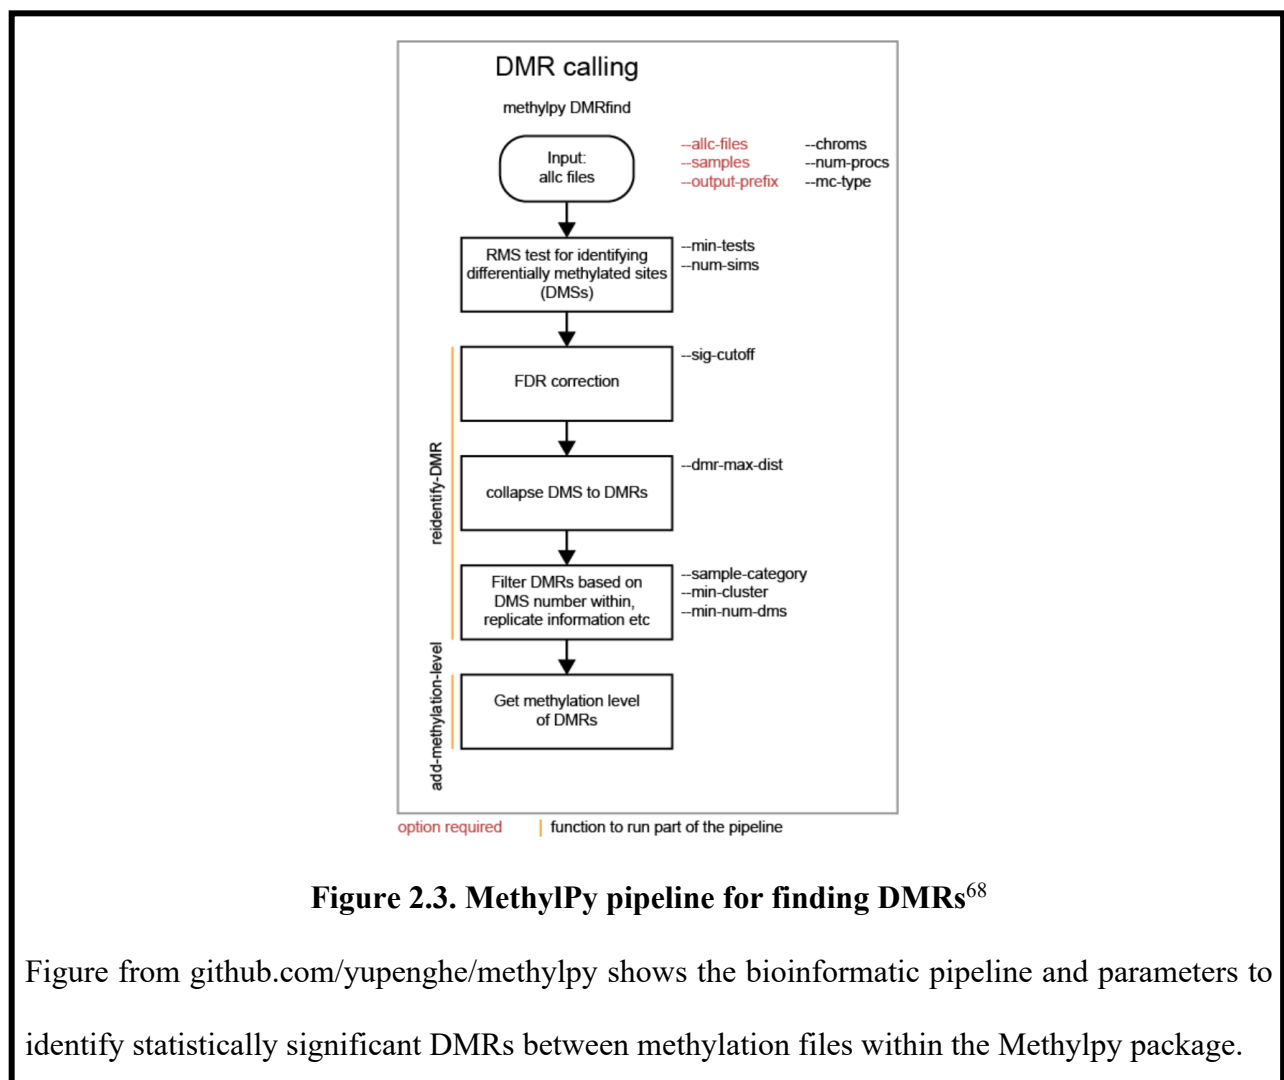 DMR calling
methylpy DMRfind
Input:
allc files
--allc-files
--samples
--output-prefix
--chroms
--num-procs
--mc-type
RMS test for identifying
differentially methylated sites
(DMSs)
--min-tests
--num-sims
FDR correction
--sig-cutoff
reidentify-DMR
collapse DMS to DMRs
--dmr-max-dist
Filter DMRs based on
DMS number within,
replicate information etc
--sample-category
--min-cluster
--min-num-dms
add-methylation-level
Get methylation level
of DMRs
option required
function to run part of the pipeline
Figure 2.3. MethylPy pipeline for finding DMRs68
Figure from github.com/yupenghe/methylpy shows the bioinformatic pipeline and parameters to
identify statistically significant DMRs between methylation files within the Methylpy package.